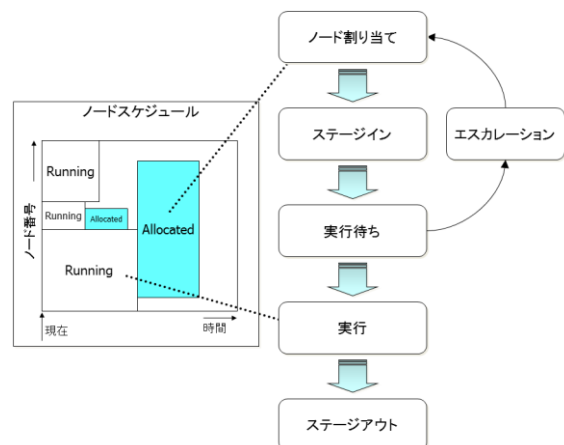 ノード割り当て
ステージイン
エスカレーション
実行待ち
実行
ステージアウト
ノードスケジュール
ノード番号
Running
Running
Allocated
Allocated
Running
現在
時間